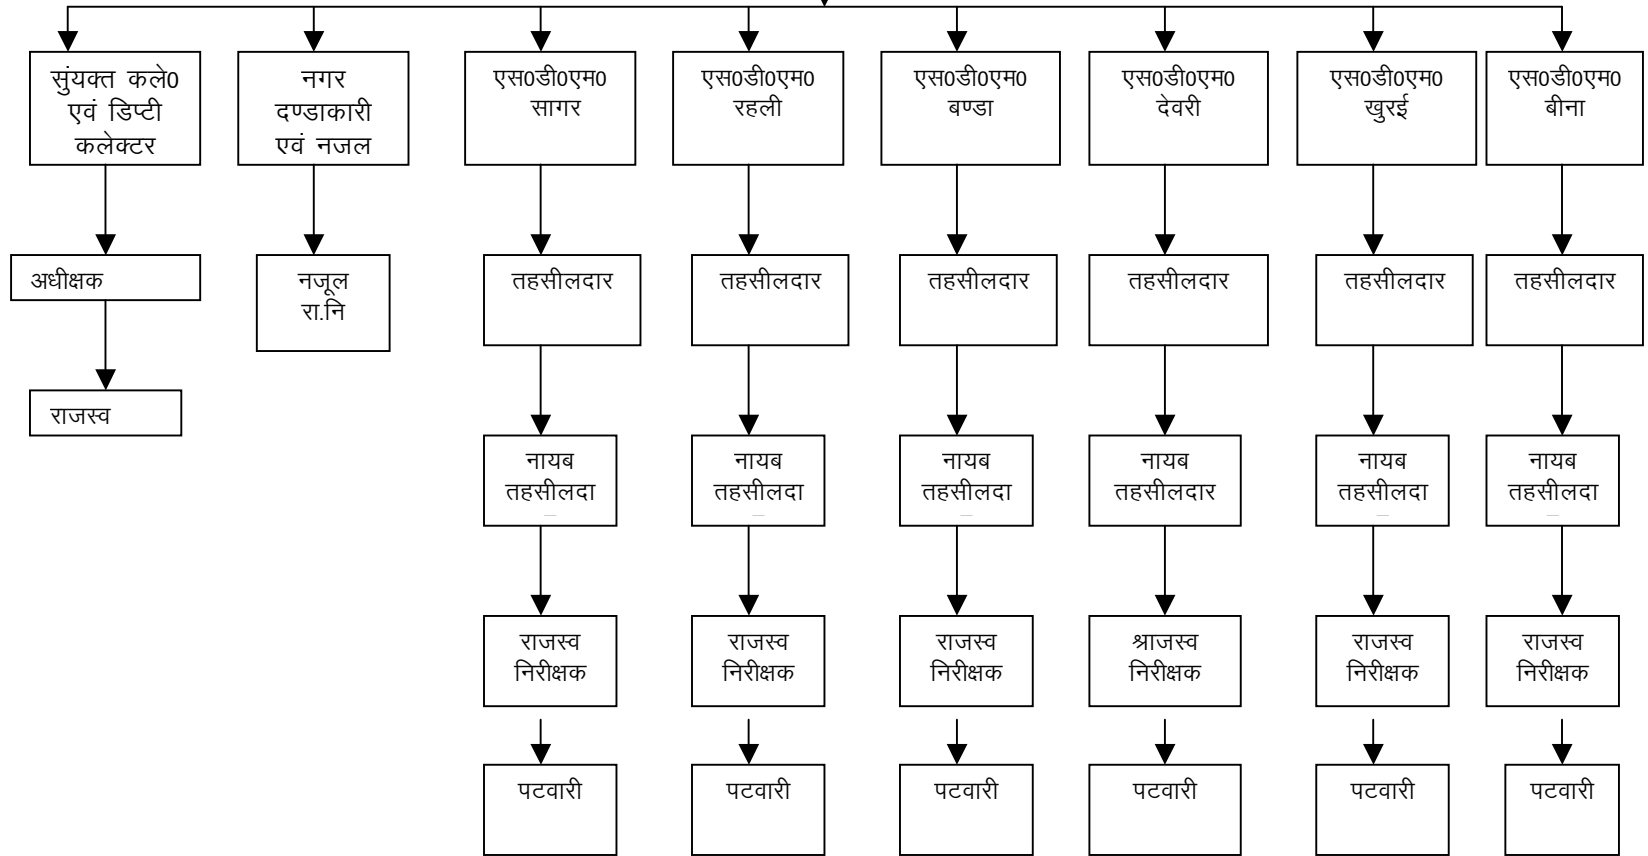 सुंयक्त कले0
एवं डिप्टी
कलेक्टर
नगर
दण्डाकारी
एवं नजल
एस0डी0एम0
सागर
एस0डी0एम0
रहली
एस0डी0एम0
बण्डा
एस0डी0एम0
देवरी
एस0डी0एम0
खुरई
एस0डी0एम0
बीना
अधीक्षक
नजूल
रा.नि
तहसीलदार
तहसीलदार
तहसीलदार
तहसीलदार
तहसीलदार
तहसीलदार
राजस्व
नायब
तहसीलदा
नायब
तहसीलदा
नायब
तहसीलदा
नायब
तहसीलदार
नायब
तहसीलदा
नायब
तहसीलदा
राजस्व
निरीक्षक
राजस्व
निरीक्षक
राजस्व
निरीक्षक
श्राजस्व
निरीक्षक
राजस्व
निरीक्षक
राजस्व
निरीक्षक
पटवारी
पटवारी
पटवारी
पटवारी
पटवारी
पटवारी